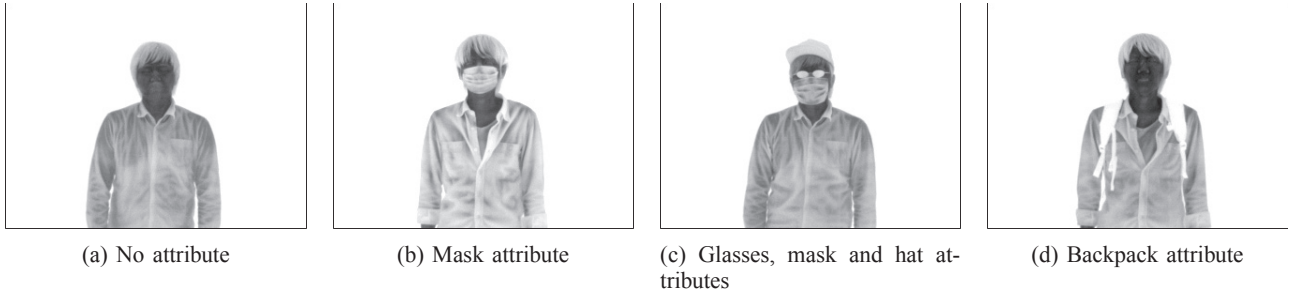 (a) No attribute
(b) Mask attribute
(c) Glasses, mask and hat at-
tributes
(d) Backpack attribute